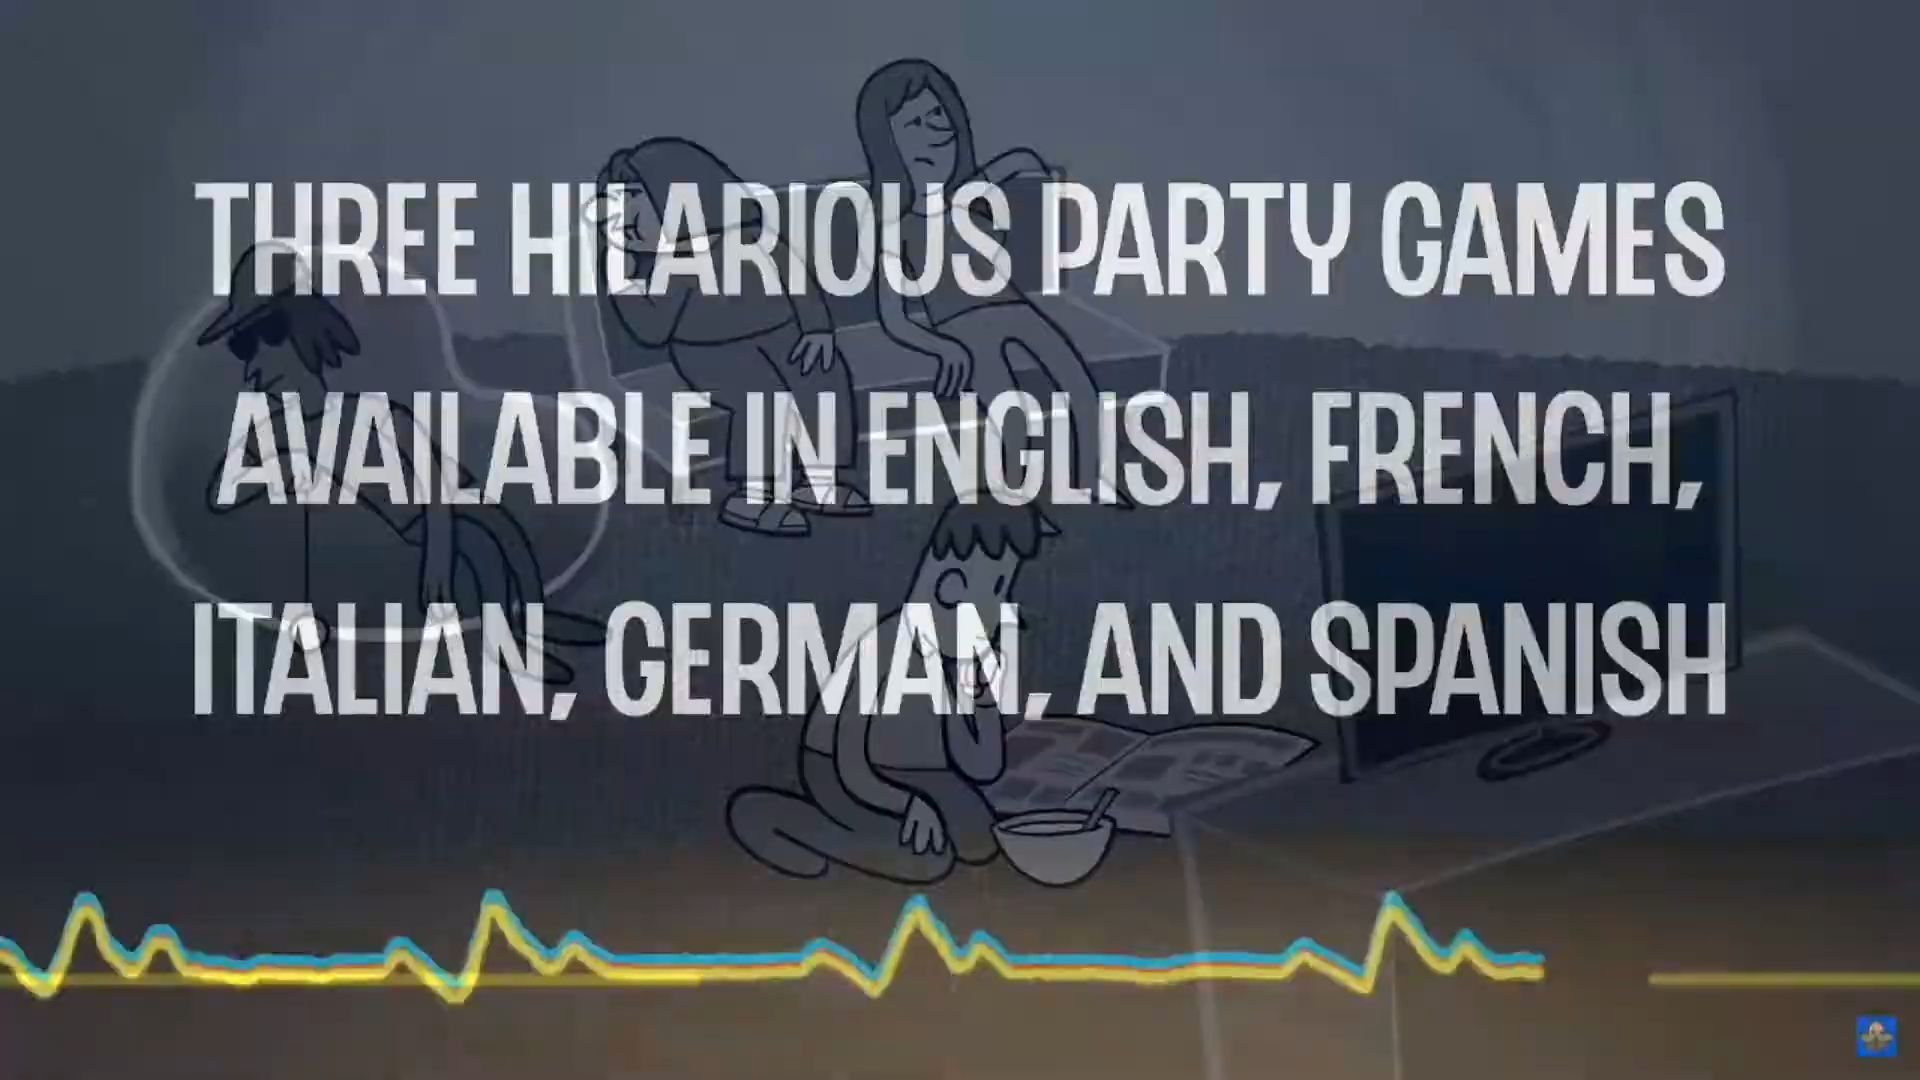 THREE HILARIOUS PARTY GAMES
AVAILABLE IN ENGLISH, FRENCH,
ITALIAN, GERMAN, AND SPANISH